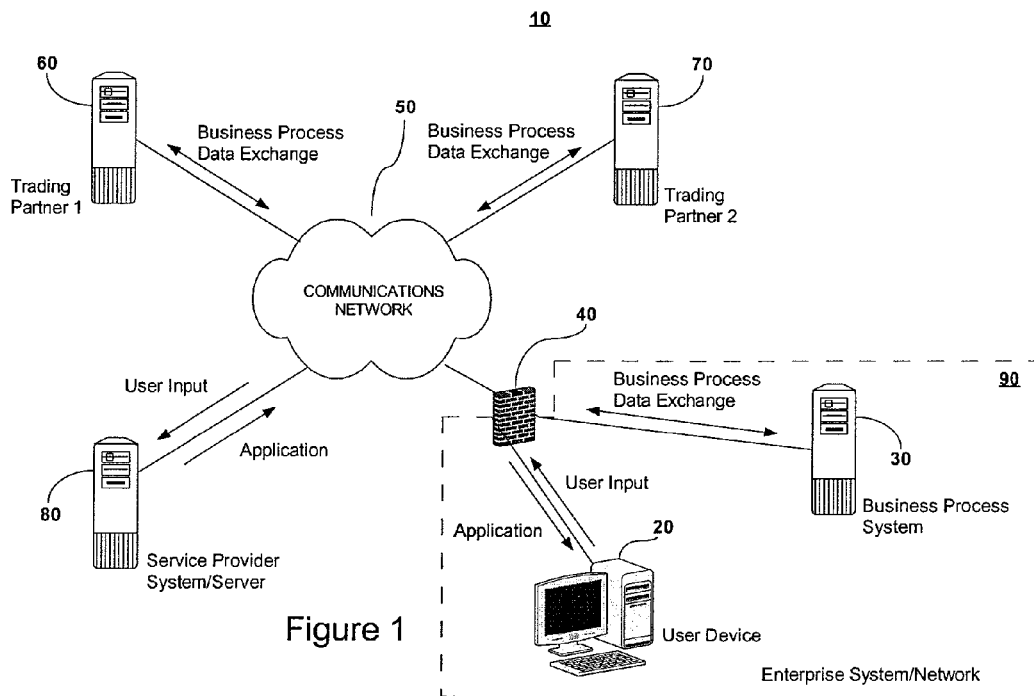 10
60
70
50
Business Process
Data Exchange
Business Process
Data Exchange
Trading
Partner 1
Trading
Partner 2
COMMUNICATIONS
NETWORK
40
90
User Input
Business Process
Data Exchange
Application
30
User Input
80
Business Process
System
Application
20
Service Provider
System/Server
Figure 1
User Device
Enterprise System/Network